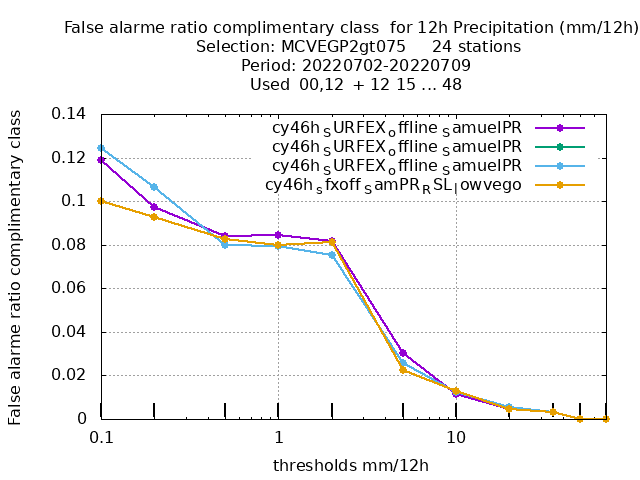 False alarme ratio complimentary class  for 12h Precipitation (mm/12h)
Selection: MCVEGP2gt075     24 stations
Period: 20220702-20220709
Used  00,12  + 12 15 ... 48
False alarme ratio complimentary class
0.14
0.12
0.1
0.08
0.06
0.04
0.02
0
cy46h_SURFEX_offline_SamuelPR
cy46h_SURFEX_offline_SamuelPR
cy46h_SURFEX_offline_SamuelPR
cy46h_sfxoff_SamPR_RSL_lowvego
0.1
1
10
thresholds mm/12h